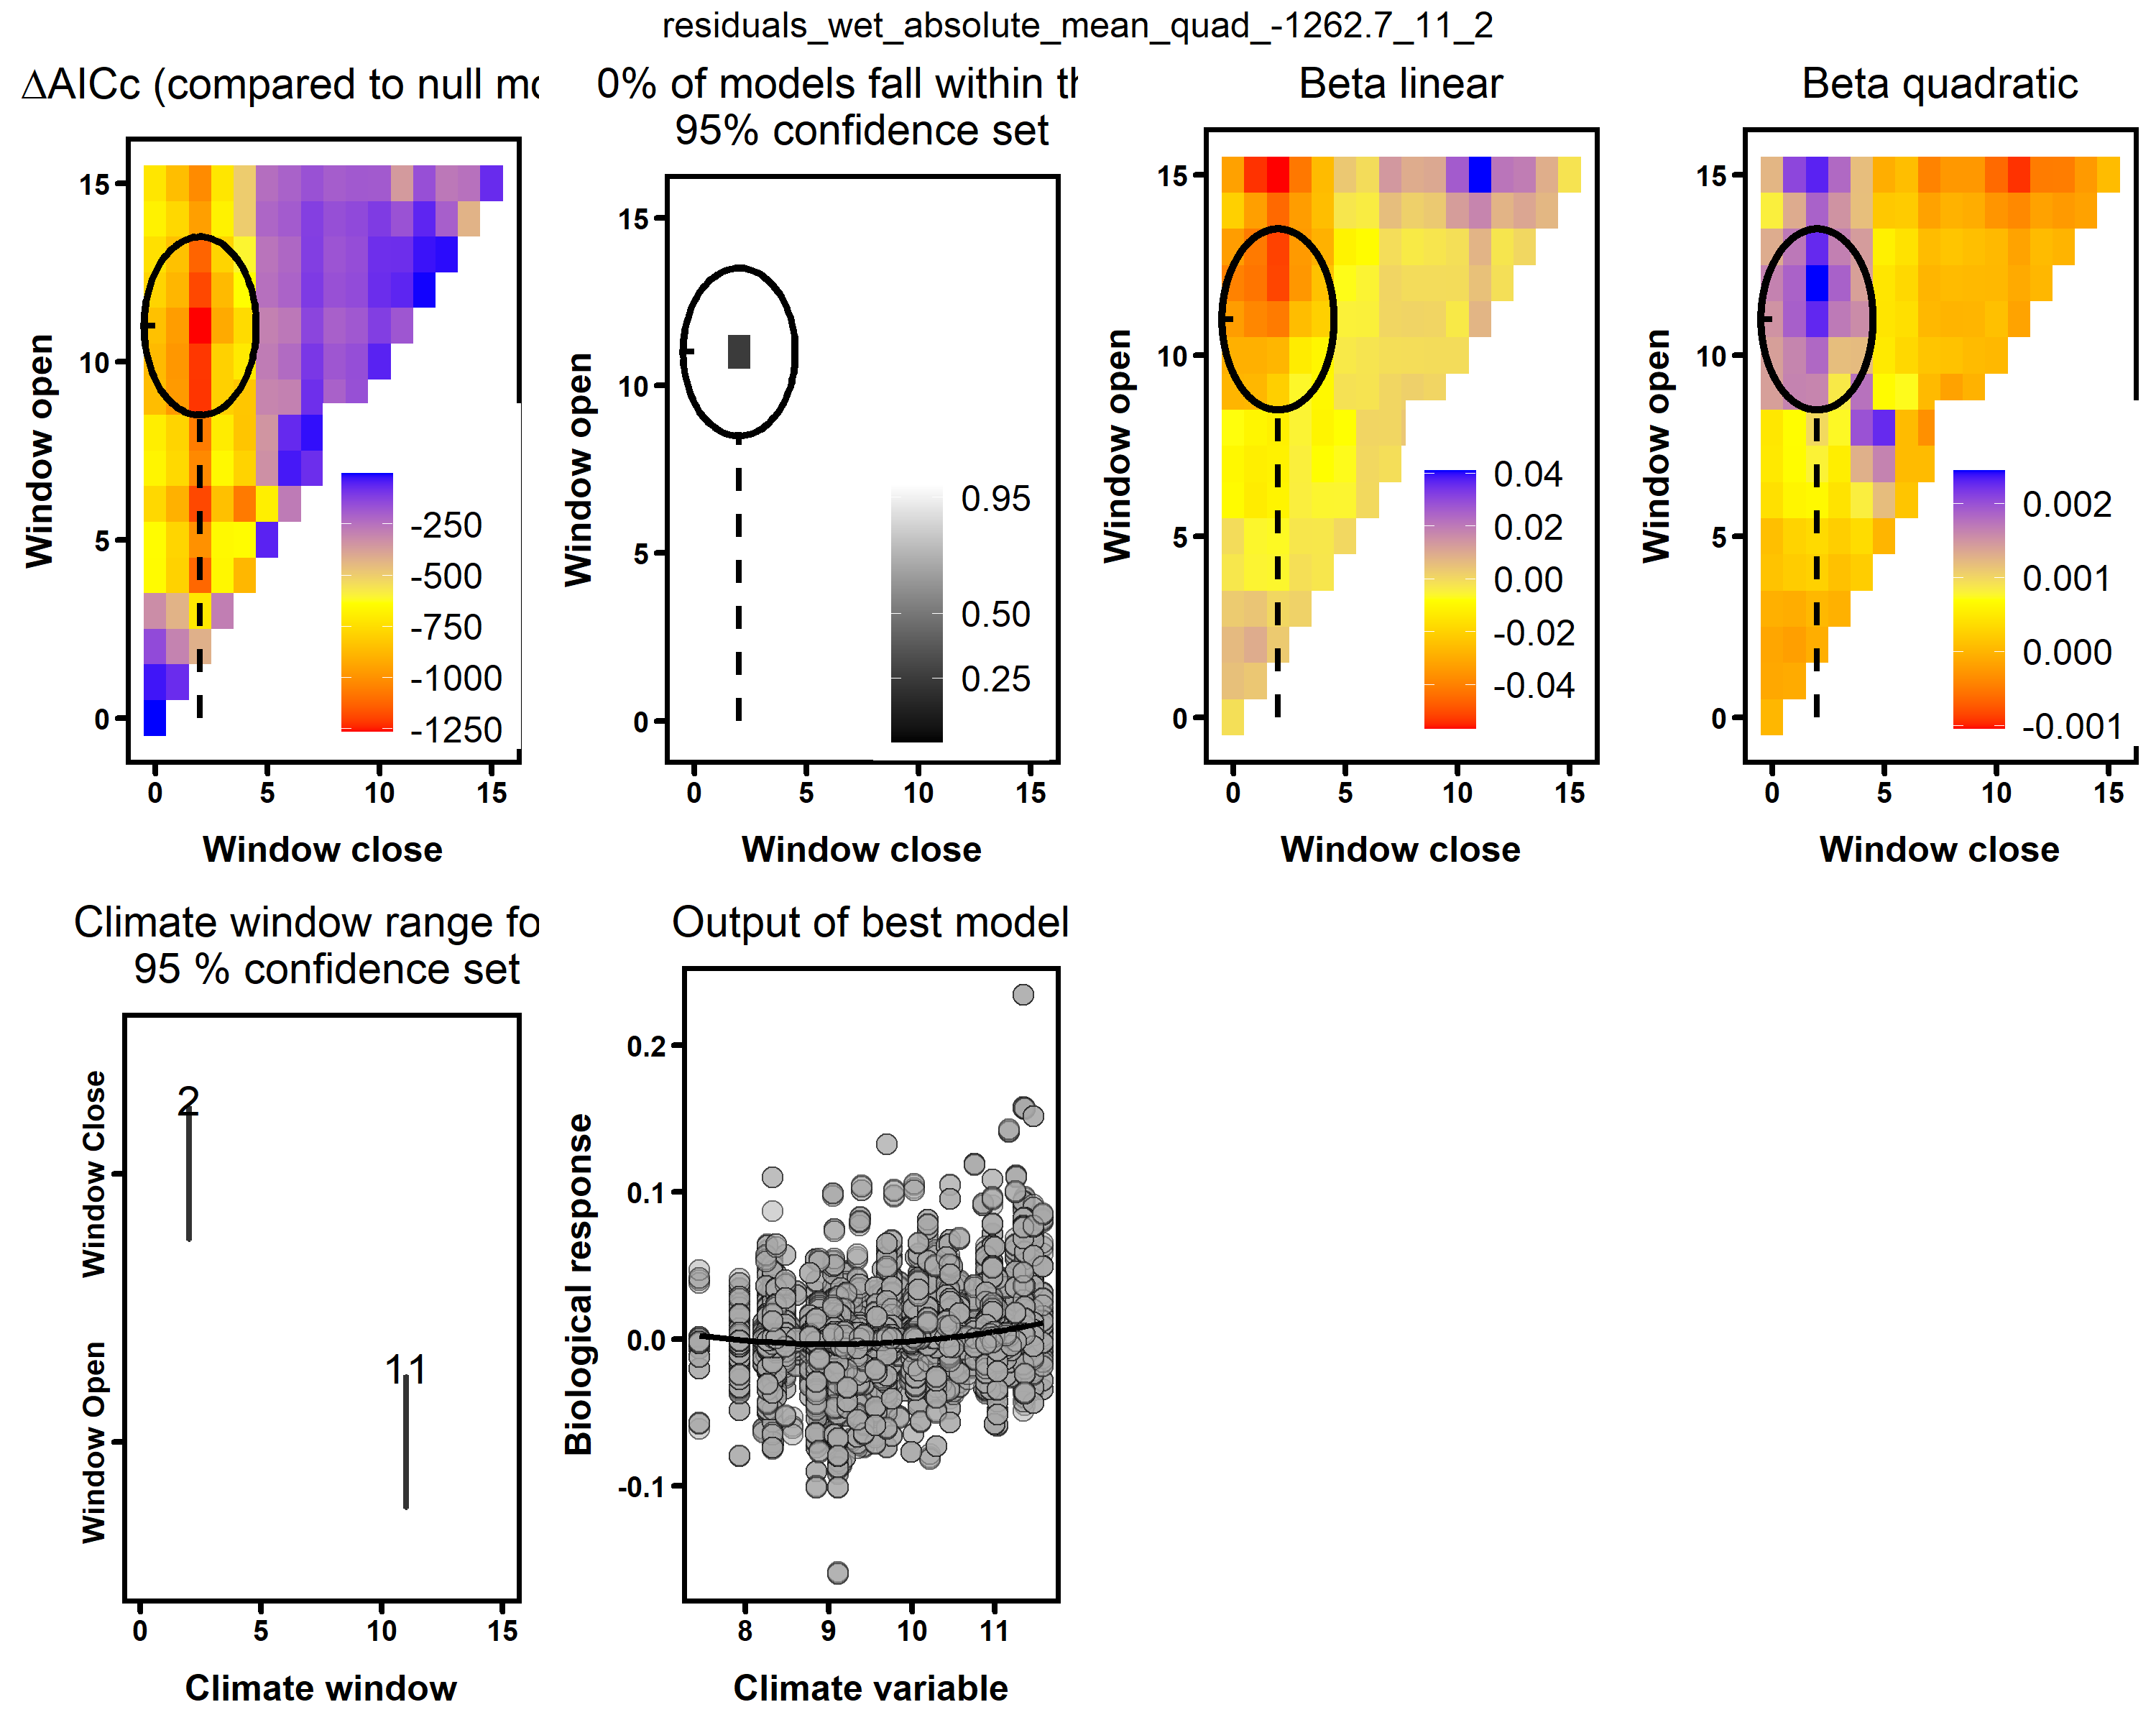 residuals_wet_absolute_mean_quad_-1262.7_11_2
ΔAICc (compared to null mo
Window open
15
10
5
0
-250
-500
-750
-1000
-1250
0 5 10 15
Window close
0% of models fall within th
95% confidence set
Window open
15
10
5
0
0.95
0.50
0.25
0 5 10 15
Window close
Beta linear
Window open
15
10
5
0
0.04
0.02
0.00
-0.02
-0.04
0 5 10 15
Window close
Beta quadratic
Window open
15
10
5
0
0.002
0.001
0.000
-0.001
0 5 10 15
Window close
Climate window range fo
95 % confidence set
Window Close
Window Open
2
11
0 5 10 15
Climate window
Output of best model
Biological response
0.2
0.1
0.0
-0.1
8 9 10 11
Climate variable